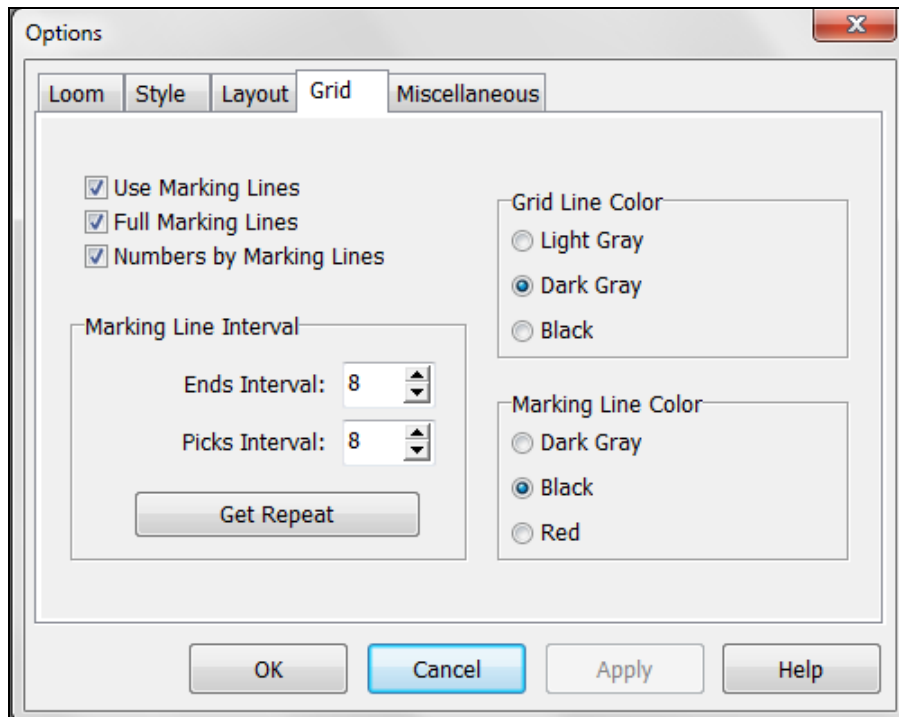 Options
Loom Style Layout Grid Miscellaneous
Use Marking Lines
Full Marking Lines
Numbers by Marking Lines
Marking Line Interval
Ends Interval: 8
Picks Interval: 8
Get Repeat
Grid Line Color
Light Gray
Dark Gray
Black
Marking Line Color
Dark Gray
Black
Red
OK Cancel Apply Help